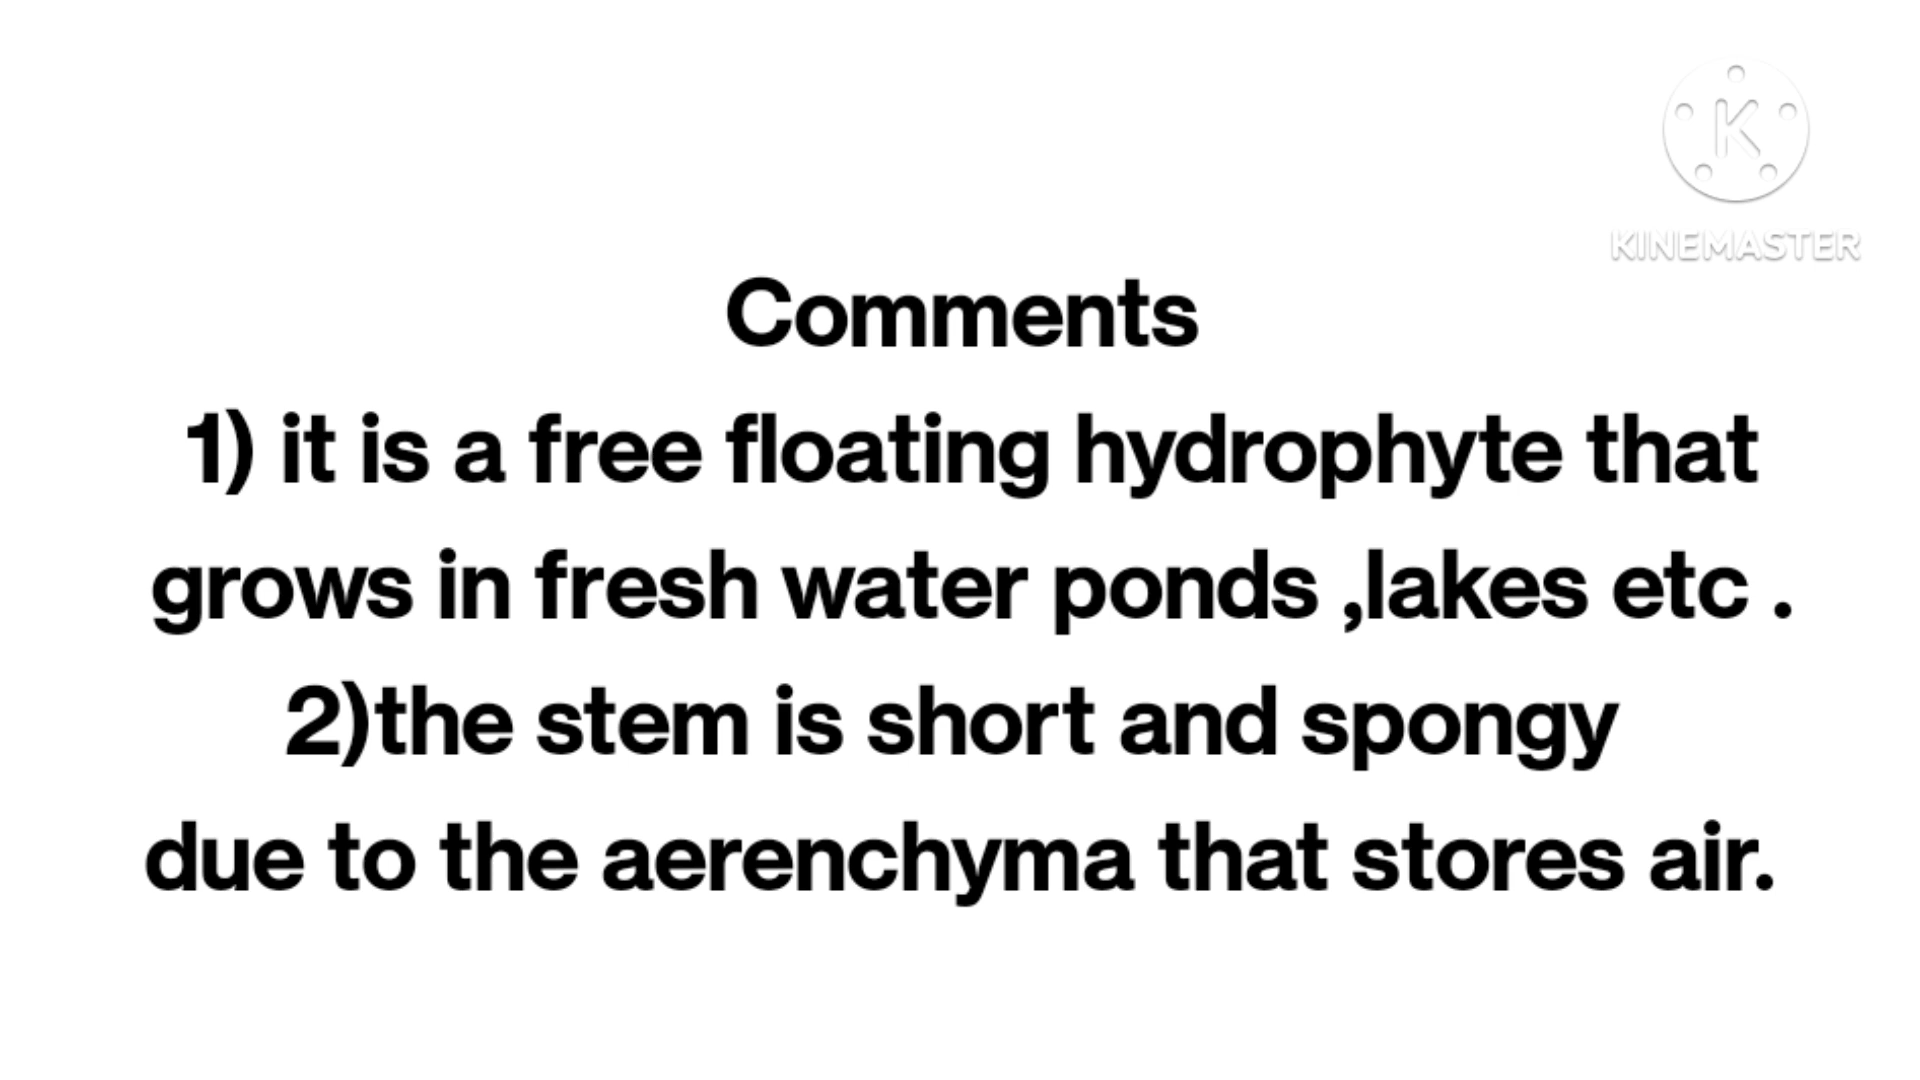 K
KINEMASTER
Comments
1) it is a free floating hydrophyte that
grows in fresh water ponds ,lakes etc .
2)the stem is short and spongy
due to the aerenchyma that stores air.